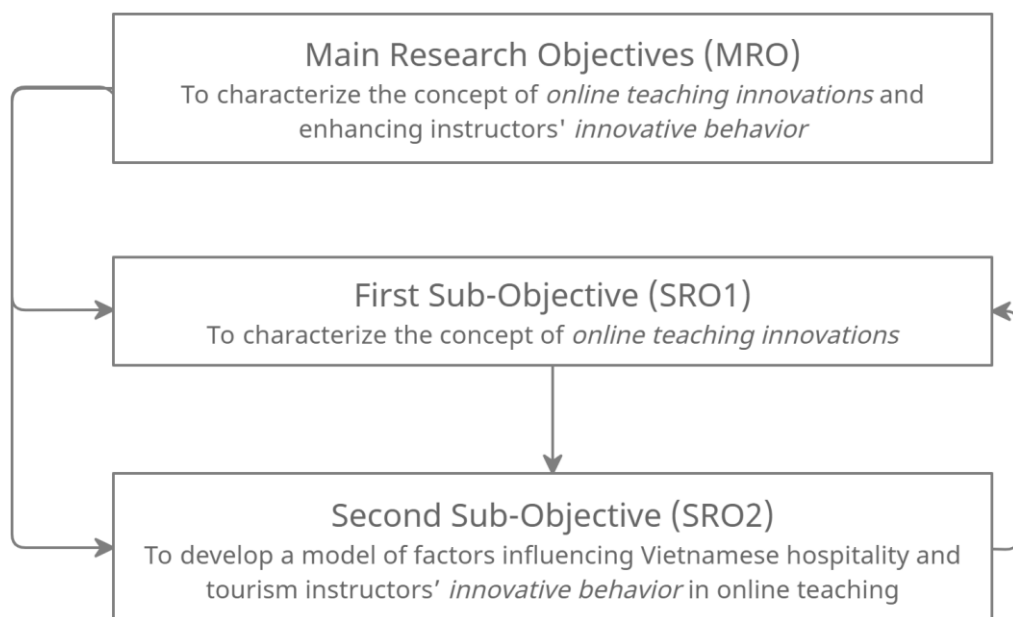 Main Research Objectives (MRO)
To characterize the concept of online teaching innovations and
enhancing instructors' innovative behavior
First Sub-Objective (SRO1)
To characterize the concept of online teaching innovations
Second Sub-Objective (SRO2)
To develop a model of factors influencing Vietnamese hospitality and
tourism instructors’ innovative behavior in online teaching